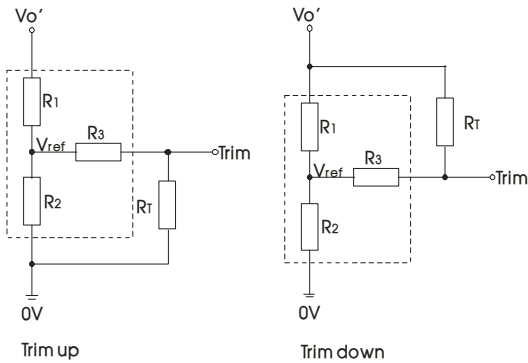 Vo'
R1
R3
Vref
Trim
R2
RT
0V
Trim up
Vo'
R1
RT
Vref
R3
Trim
R2
0V
Trim down